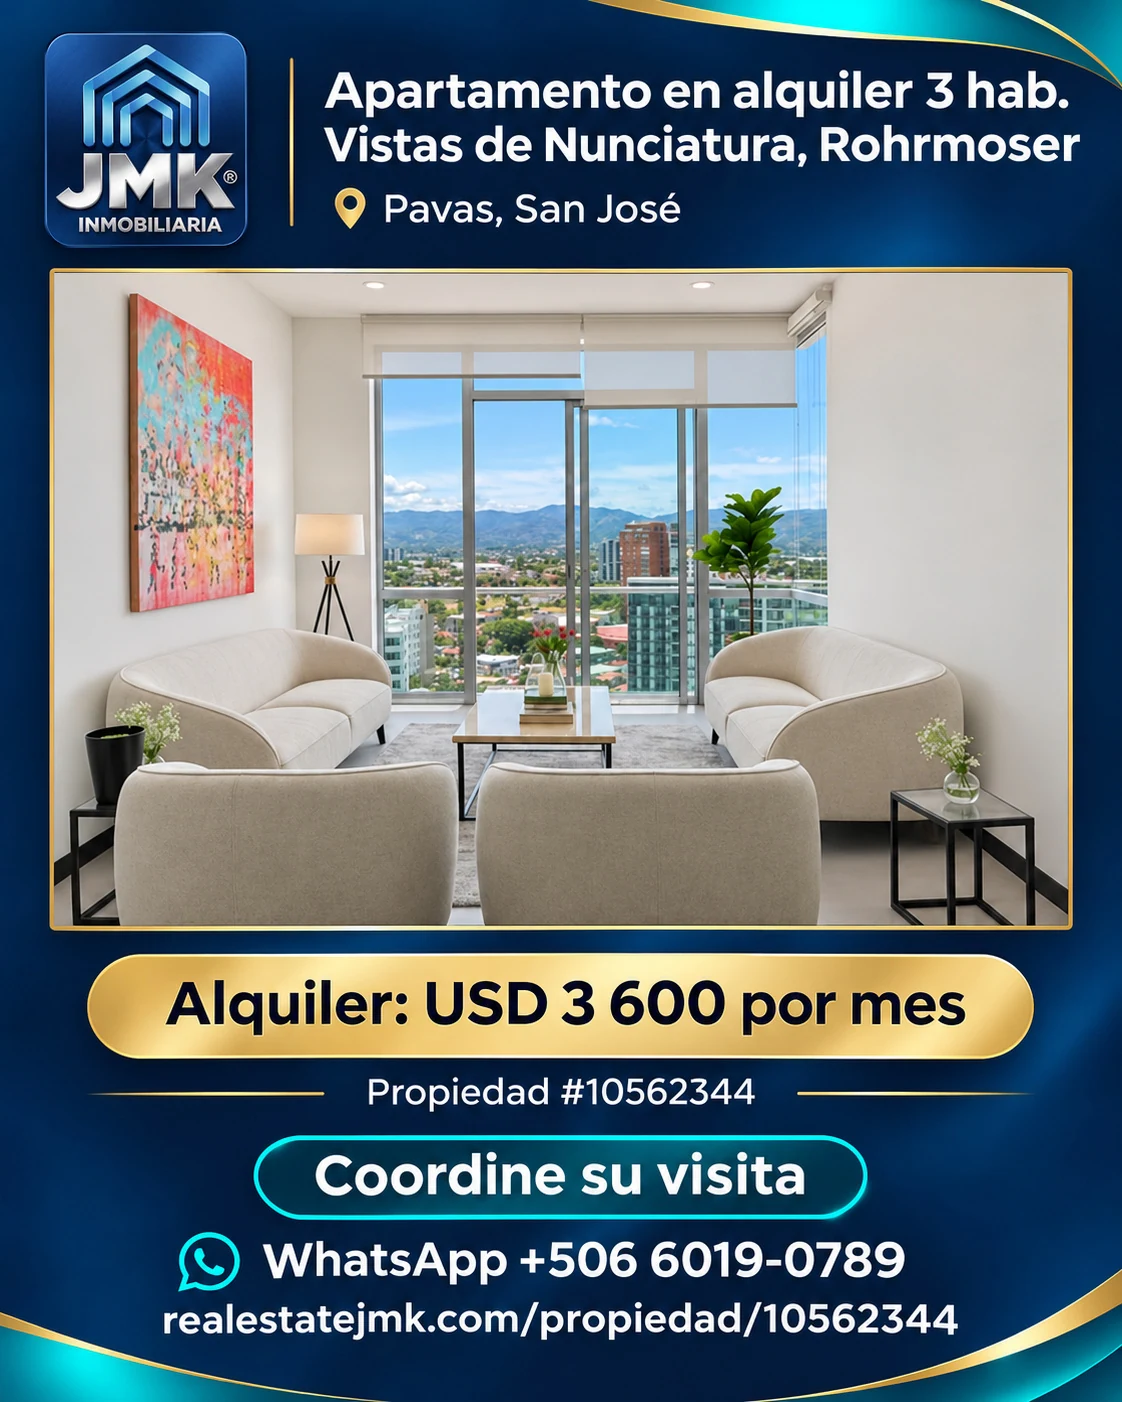 JMK®
INMOBILIARIA
Apartamento en alquiler 3 hab.
Vistas de Nunciatura, Rohrmoser
Pavas, San José
Alquiler: USD 3 600 por mes
Propiedad #10562344
Coordine su visita
WhatsApp +506 6019-0789
realestatejmk.com/propiedad/10562344